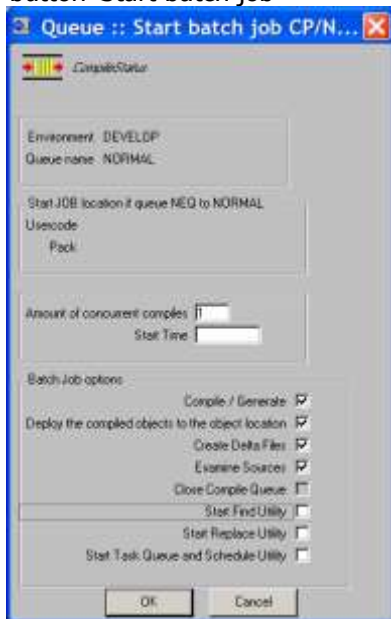 button 'Start batch job'
Queue :: Start batch job CP/N...
CompileStatus
Environment DEVELOP
Queue name NORMAL
Start JOB location if queue NEQ to NORMAL
Usercode
Pack
Amount of concurrent compiles 1
Start Time
Batch Job options
Compile / Generate
Deploy the compiled objects to the object location
Create Delta Files
Examine Sources
Close Compile Queue
Start Find Utility
Start Replace Utility
Start Task Queue and Schedule Utility
OK Cancel